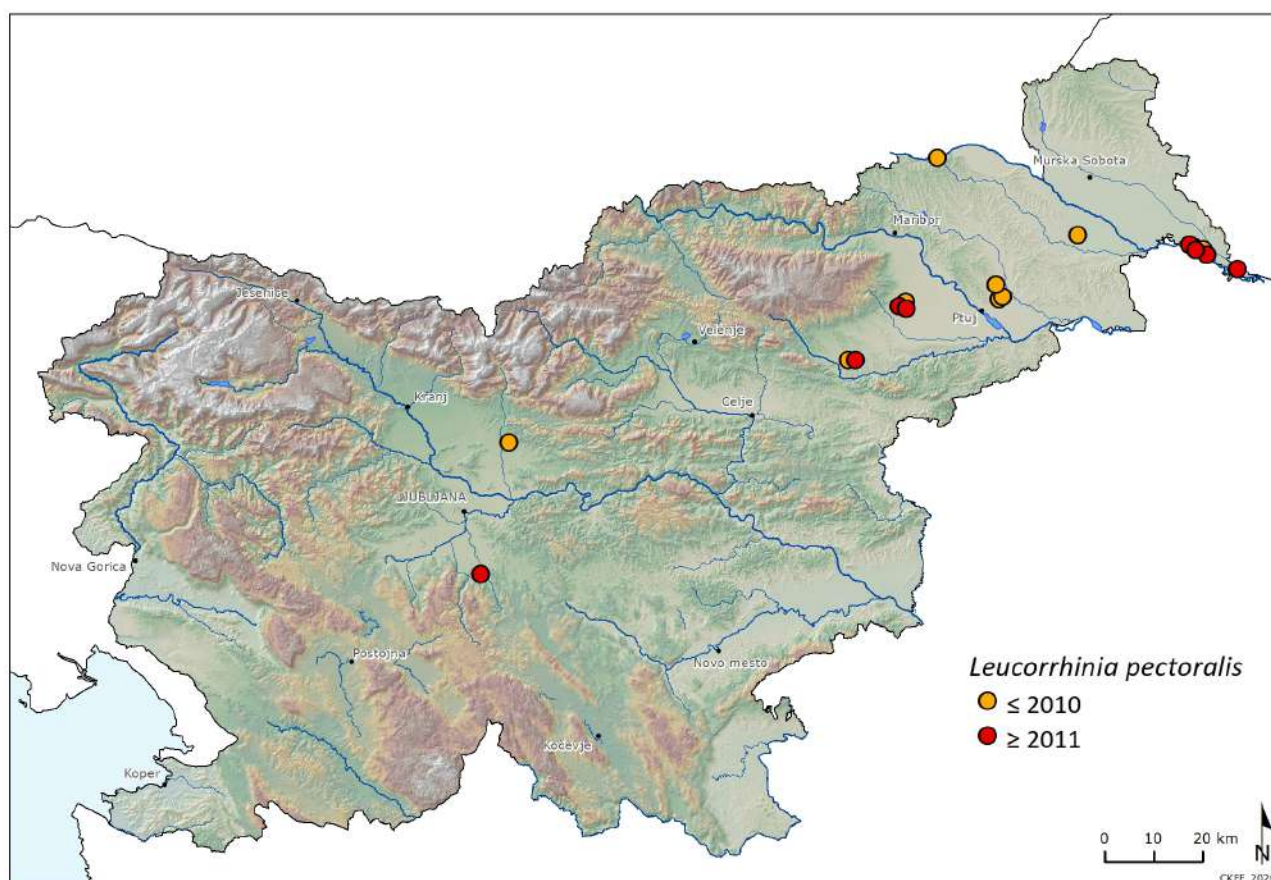 Murska Sobota
Maribor
Jesenice
Ptuj
Velenje
Kranj
Celje
LJUBLJANA
Nova Gorica
Postojna
Novo mesto
Leucorrhinia pectoralis
≤ 2010
≥ 2011
Kočevje
Koper
0 10 20 km
N